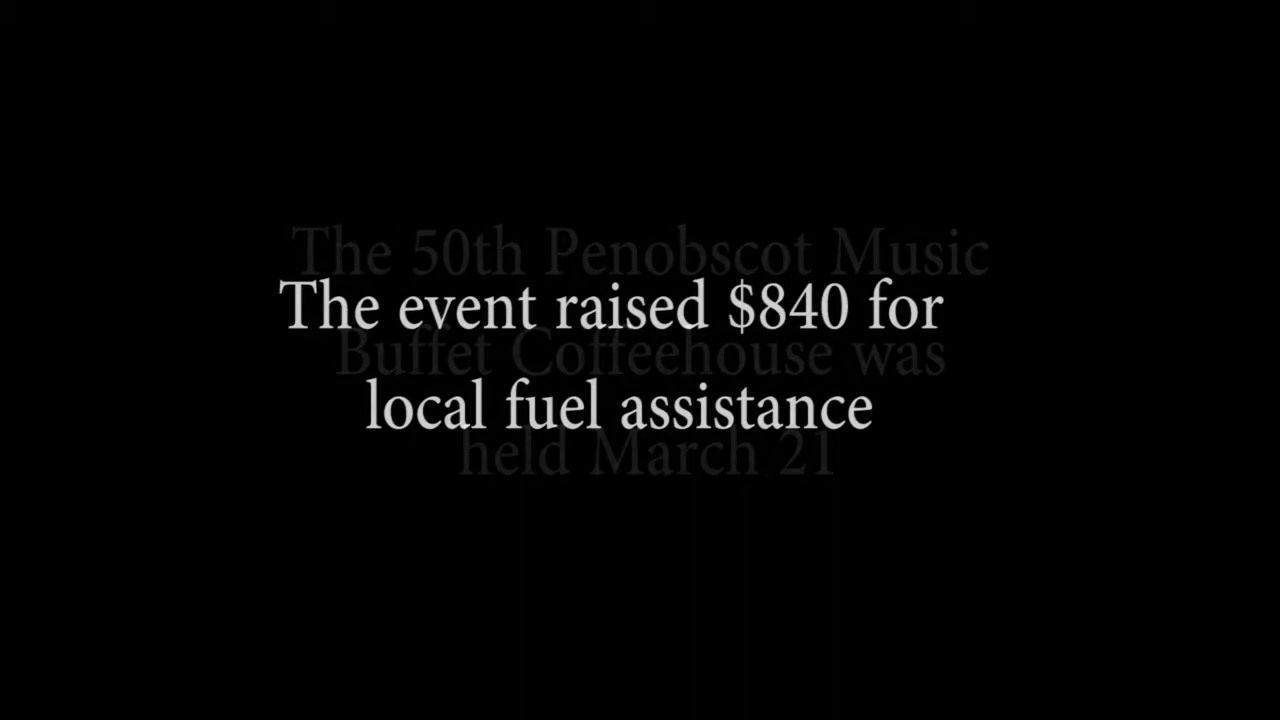 The 50th Penobscot Music
The event raised $840 for
Buffet Coffeehouse was
local fuel assistance
held March 21